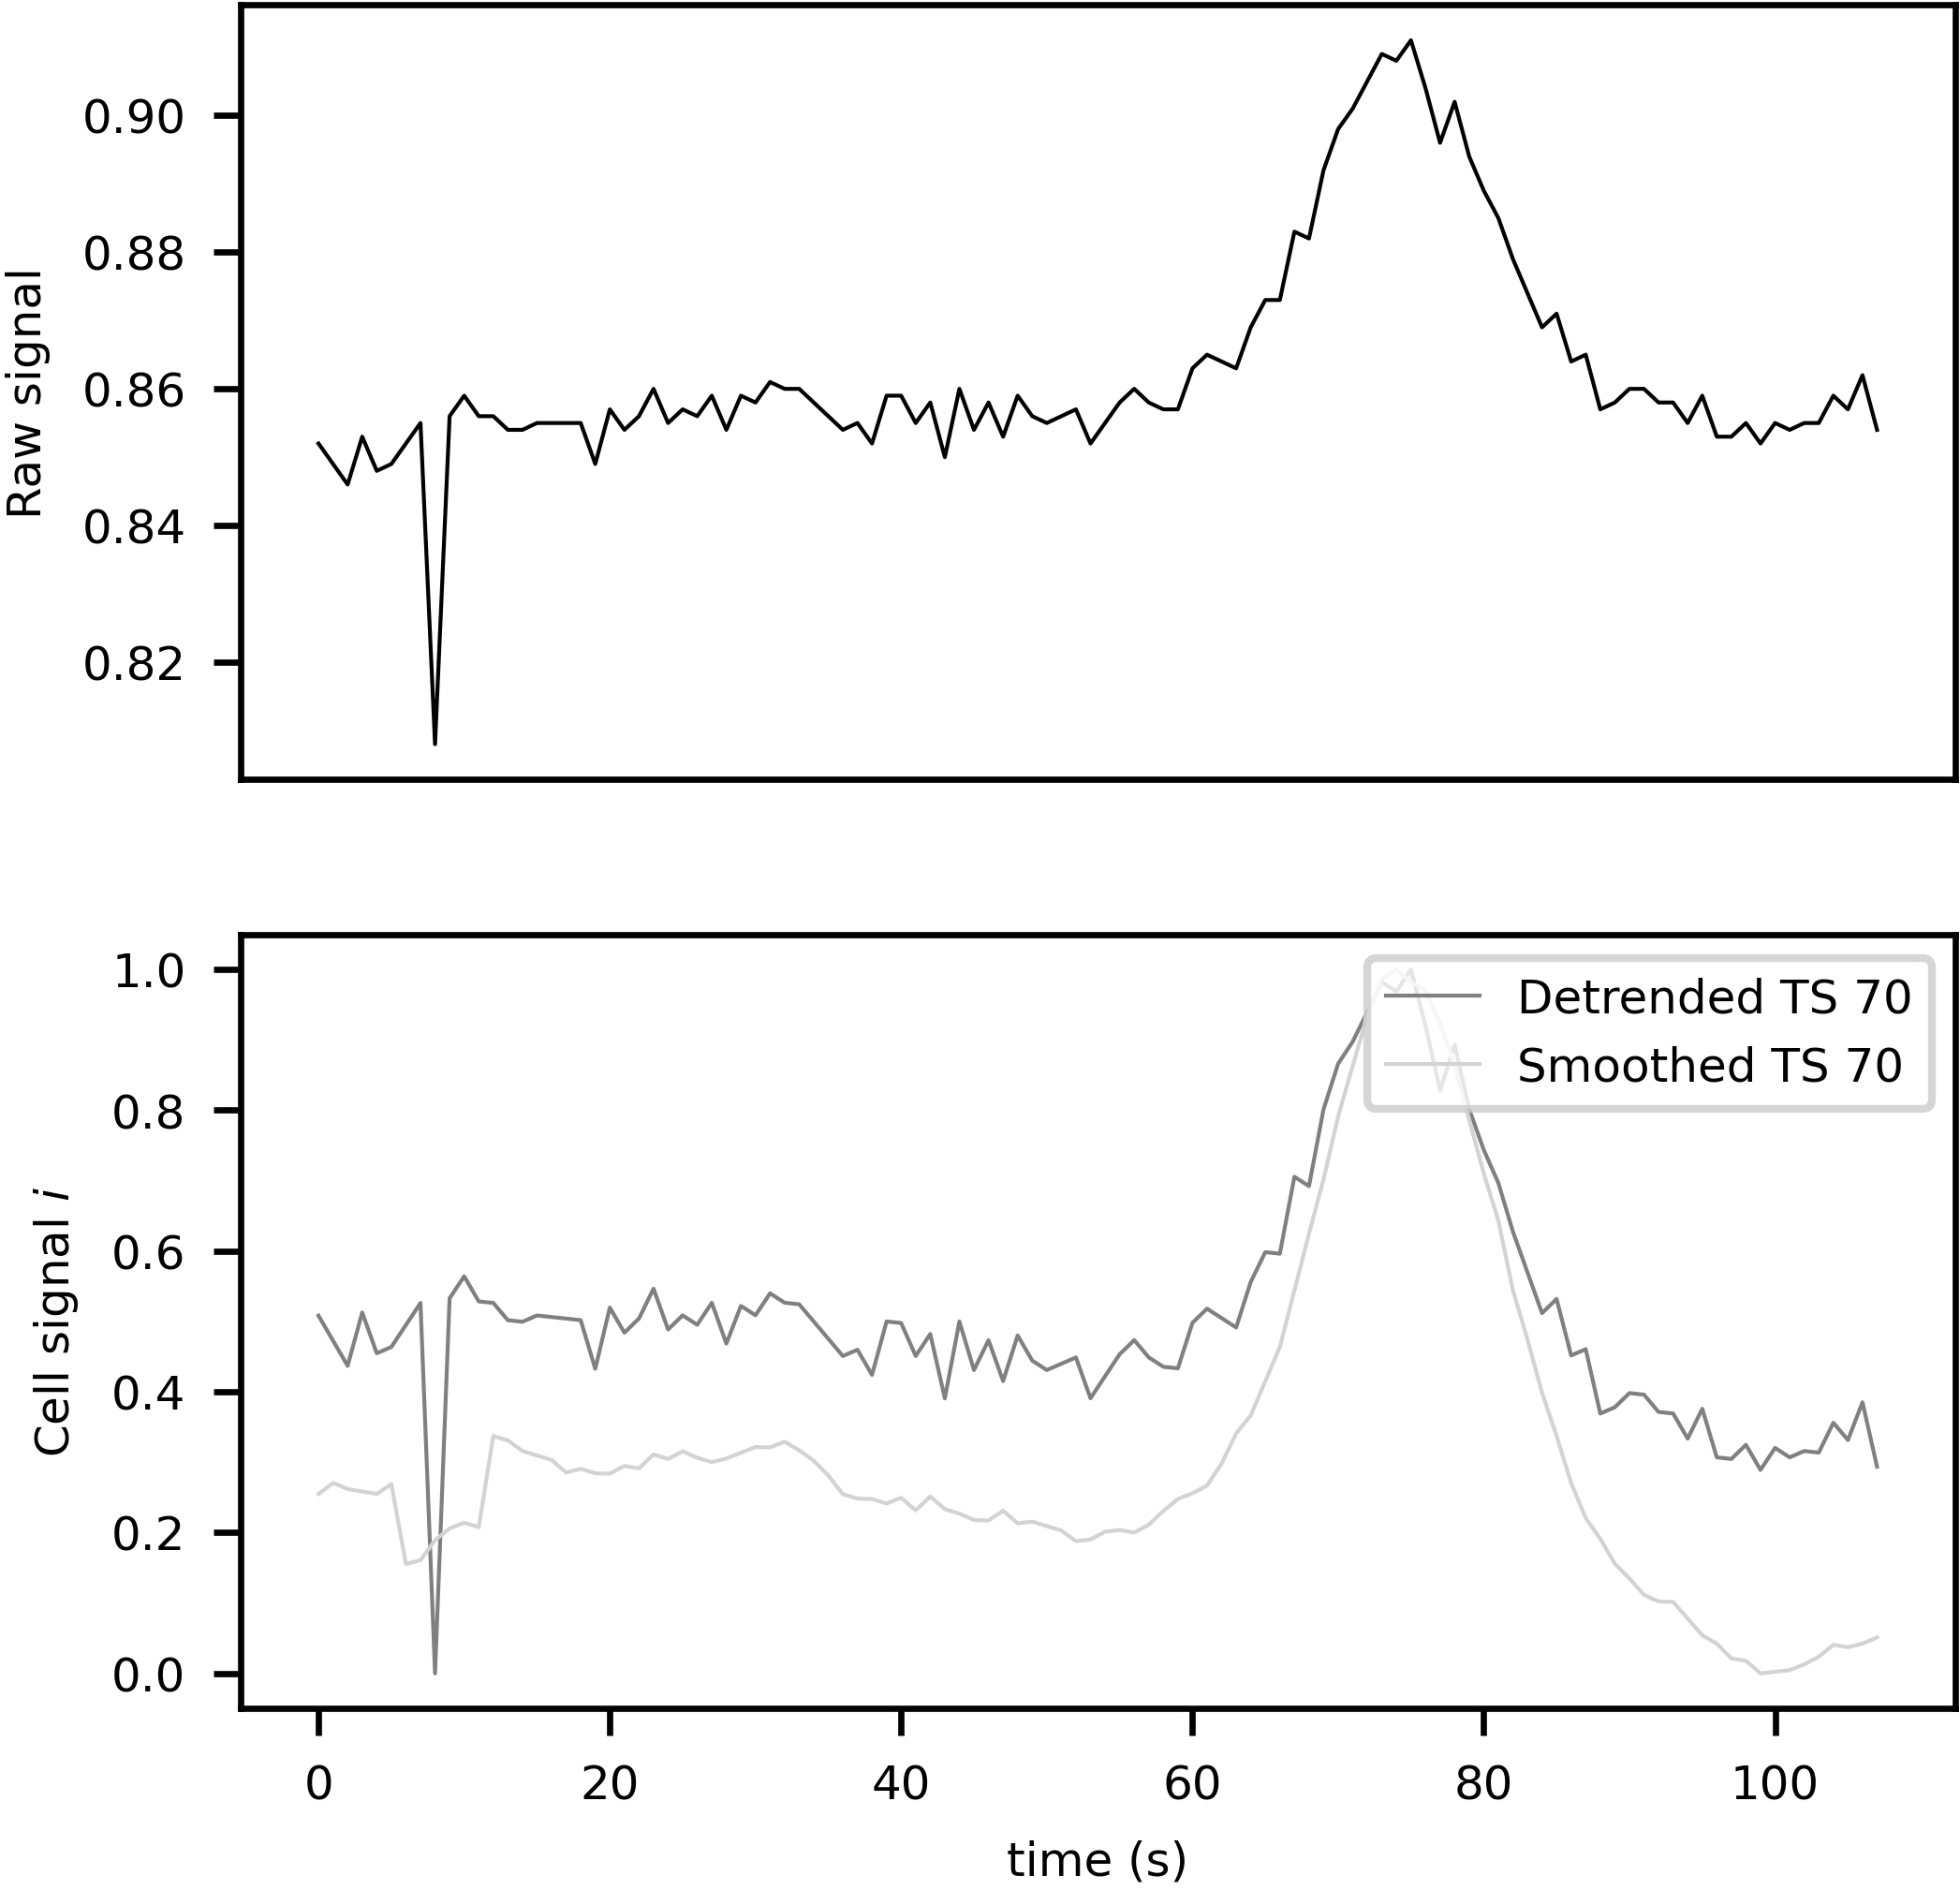 Raw signal
0.90
0.88
0.86
0.84
0.82
Cell signal i
1.0
0.8
0.6
0.4
0.2
0.0
Detrended TS 70
Smoothed TS 70
0 20 40 60 80 100
time (s)